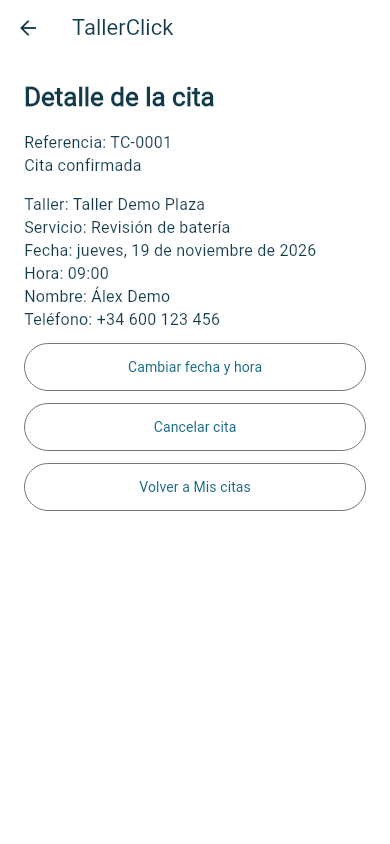 TallerClick
Detalle de la cita
Referencia: TC-0001
Cita confirmada
Taller: Taller Demo Plaza
Servicio: Revisión de batería
Fecha: jueves, 19 de noviembre de 2026
Hora: 09:00
Nombre: Álex Demo
Teléfono: +34 600 123 456
Cambiar fecha y hora
Cancelar cita
Volver a Mis citas